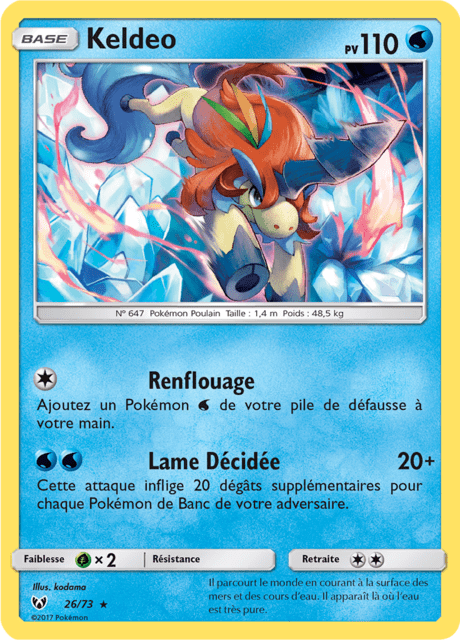 BASE Keldeo PV110
N° 647 Pokémon Poulain Taille : 1,4 m Poids : 48,5 kg
Renflouage
Ajoutez un Pokémon de votre pile de défausse à
votre main.
Lame Décidée 20+
Cette attaque inflige 20 dégâts supplémentaires pour
chaque Pokémon de Banc de votre adversaire.
Faiblesse ×2 Résistance Retraite
Illus. kodama
26/73 ★
©2017 Pokémon
Il parcourt le monde en courant à la surface des
mers et des cours d'eau. Il apparaît là où l'eau
est très pure.